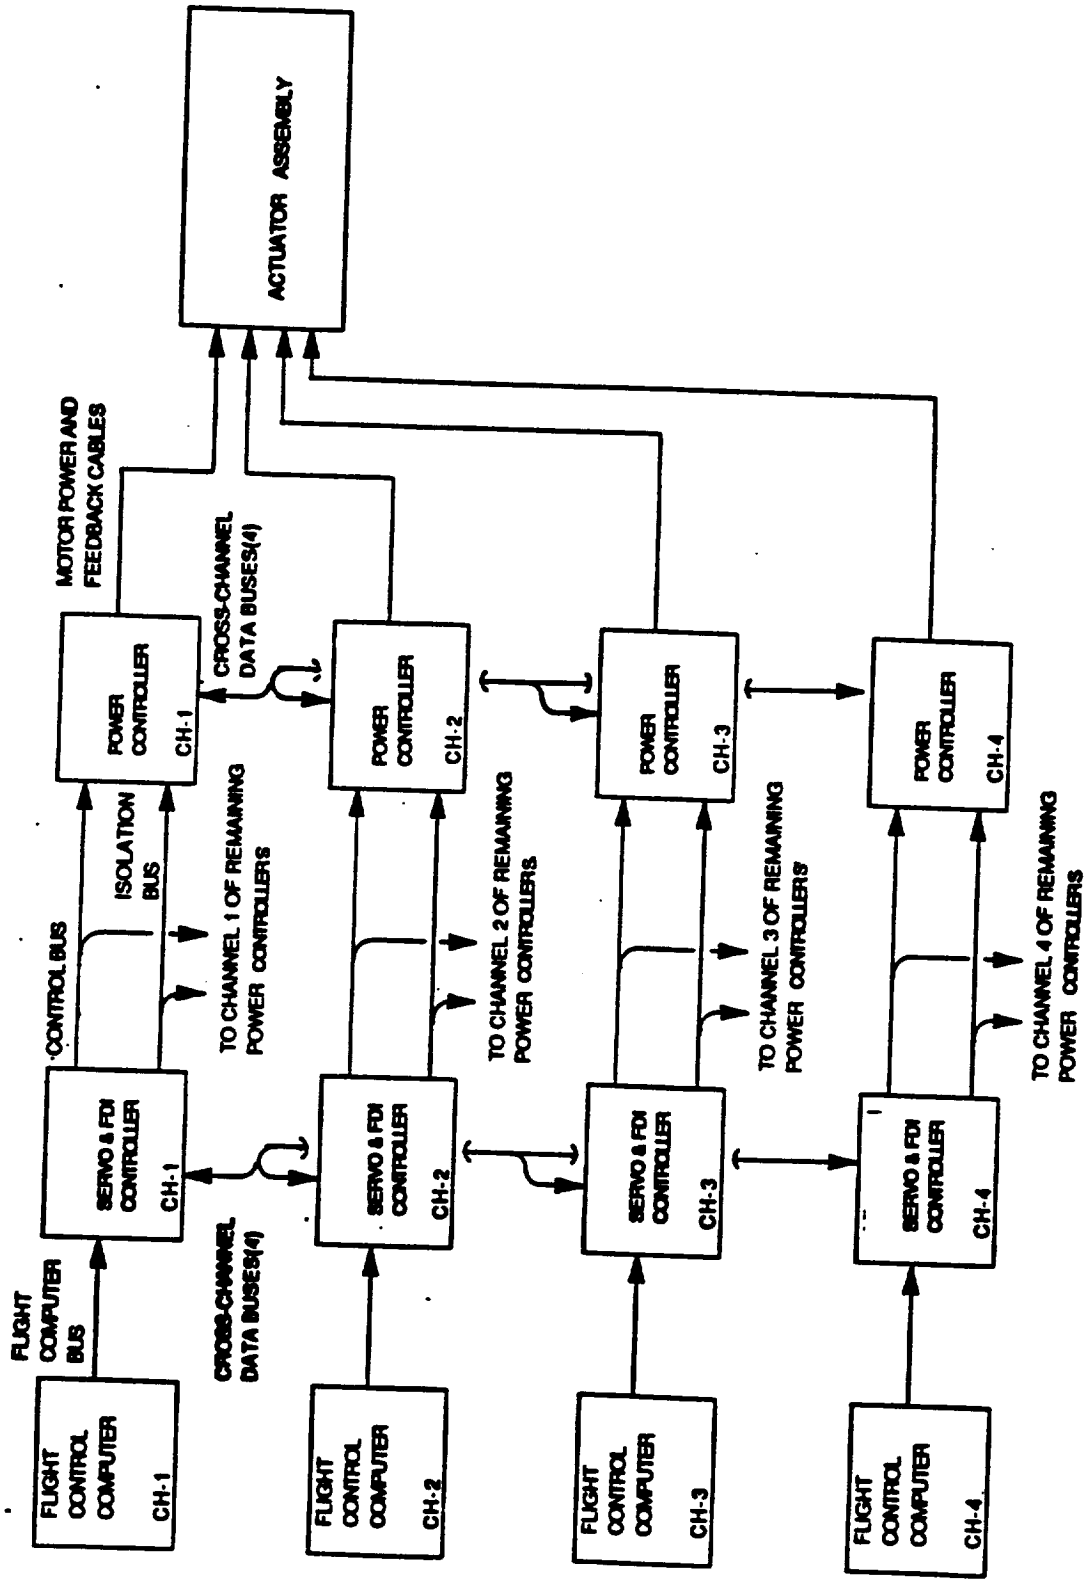 FLIGHT
CONTROL
COMPUTER
CH-1
FLIGHT
COMPUTER
BUS
SERVO & FDI
CONTROLLER
CH-1
CONTROL BUS
ISOLATION
BUS
TO CHANNEL 1 OF REMAINING
POWER CONTROLLERS
POWER
CONTROLLER
CH-1
MOTOR POWER AND
FEEDBACK CABLES
ACTUATOR ASSEMBLY
CROSS-CHANNEL
DATA BUSES(4)
CROSS-CHANNEL
DATA BUSES(4)
FLIGHT
CONTROL
COMPUTER
CH-2
SERVO & FDI
CONTROLLER
CH-2
TO CHANNEL 2 OF REMAINING
POWER CONTROLLERS
POWER
CONTROLLER
CH-2
FLIGHT
CONTROL
COMPUTER
CH-3
SERVO & FDI
CONTROLLER
CH-3
TO CHANNEL 3 OF REMAINING
POWER CONTROLLERS
POWER
CONTROLLER
CH-3
FLIGHT
CONTROL
COMPUTER
CH-4
SERVO & FDI
CONTROLLER
CH-4
TO CHANNEL 4 OF REMAINING
POWER CONTROLLERS
POWER
CONTROLLER
CH-4